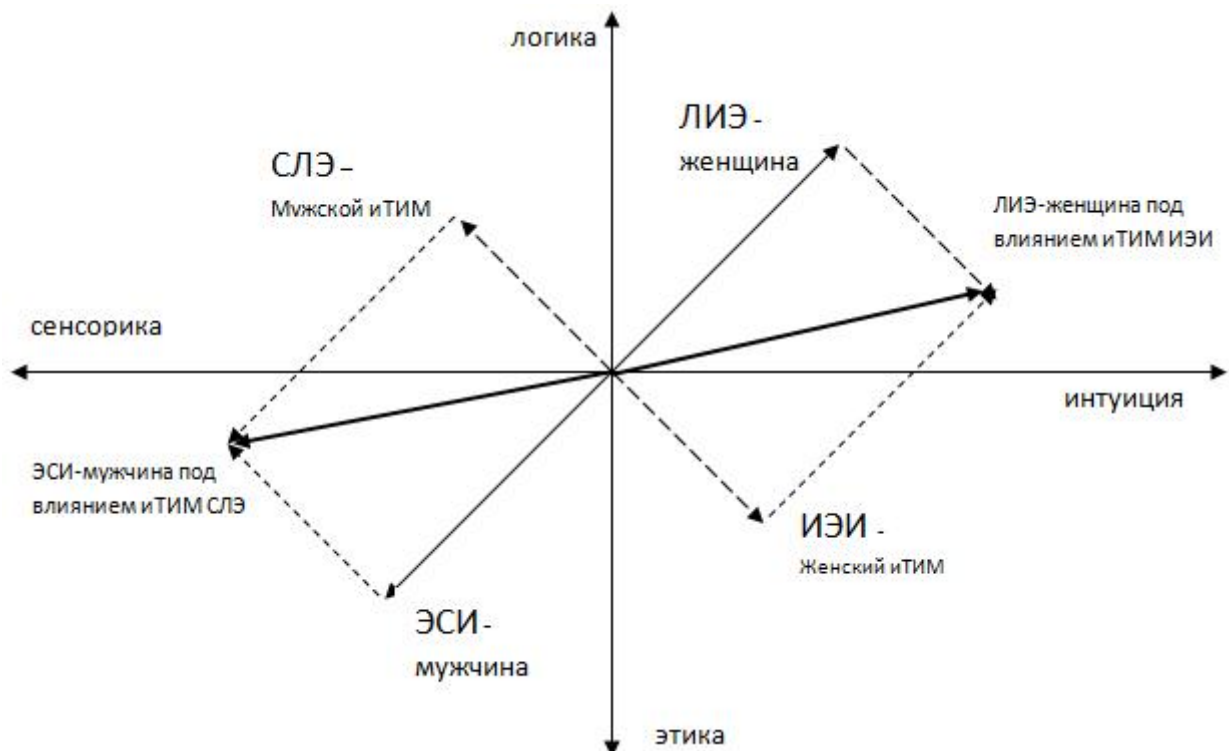 логика
ЛИЭ -
женщина
СЛЭ –
Мужской иТИМ
ЛИЭ-женщина под
влиянием иТИМ ИЭИ
сенсорика
интуиция
ЭСИ-мужчина под
влиянием иТИМ СЛЭ
ИЭИ -
Женский иТИМ
ЭСИ -
мужчина
этика